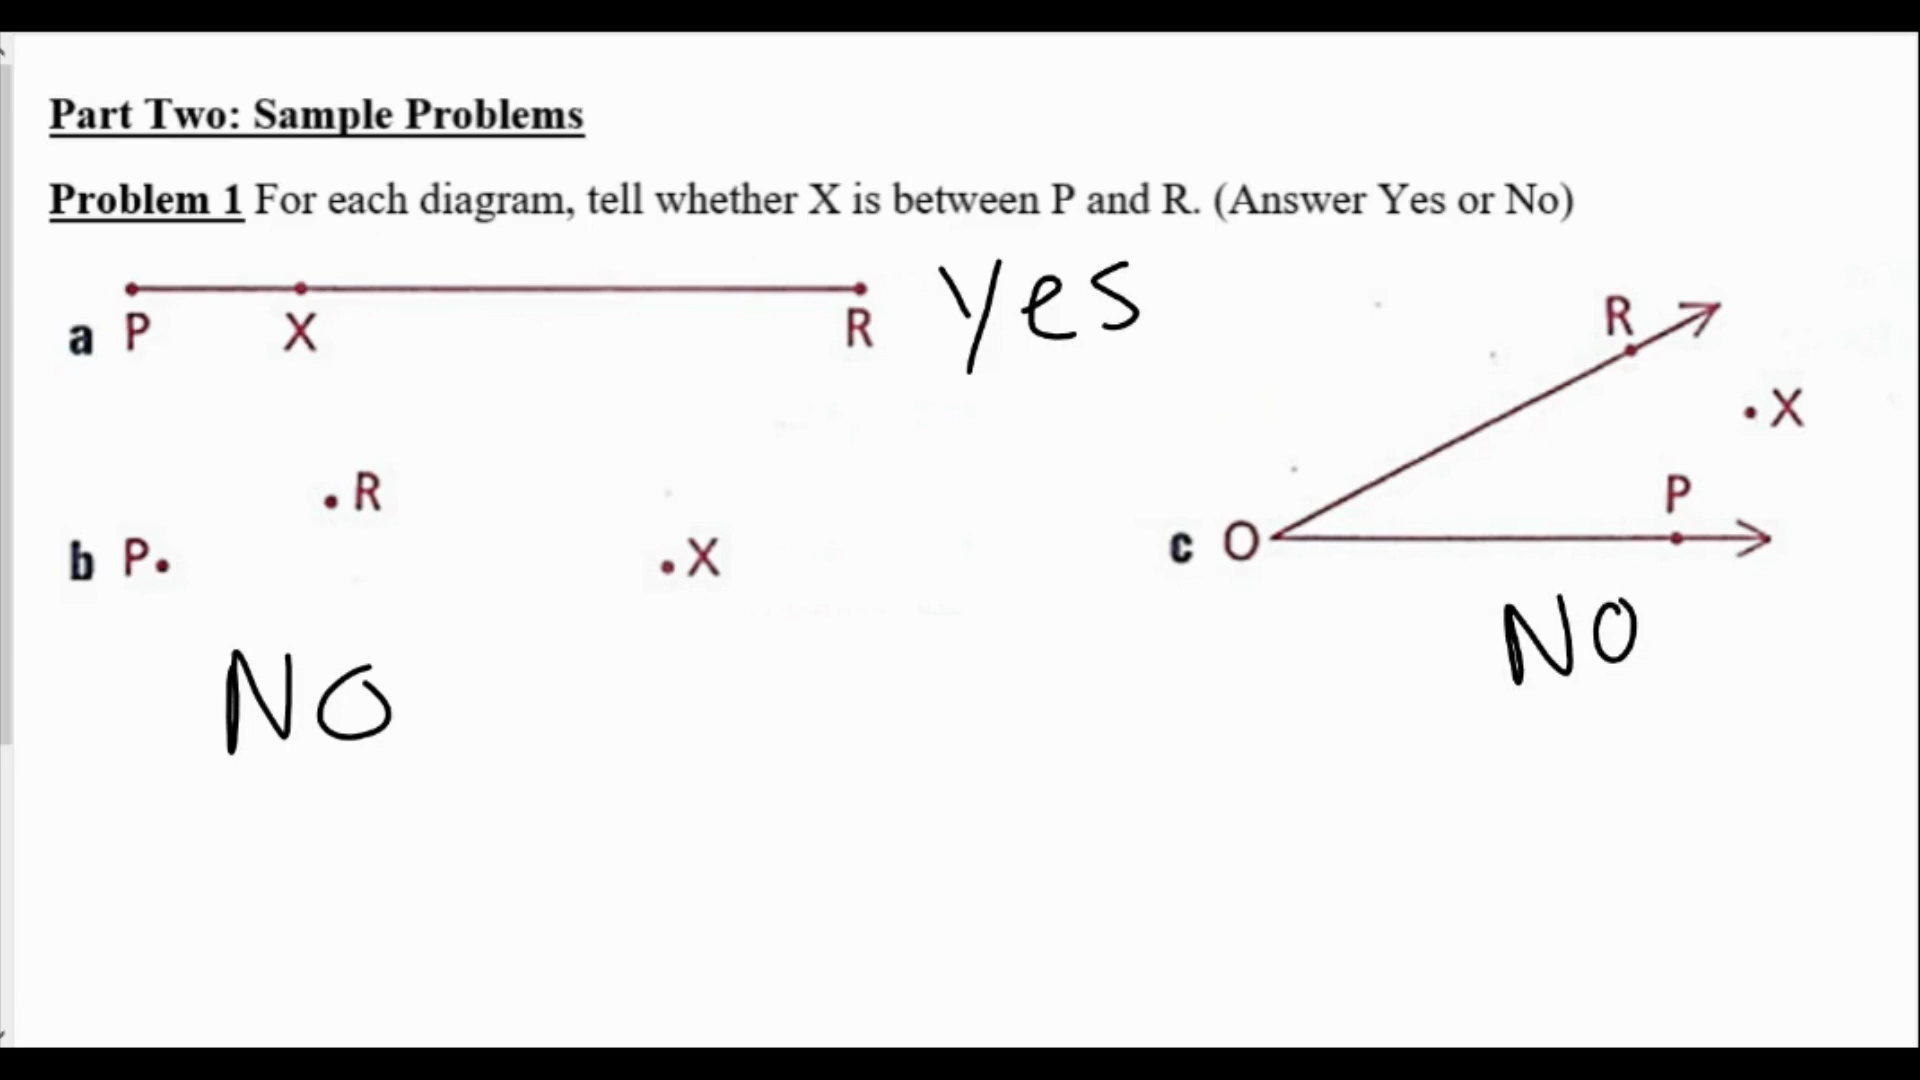 Part Two: Sample Problems
Problem 1 For each diagram, tell whether X is between P and R. (Answer Yes or No)
a P X R Yes
b P R X
NO
c O R X P
NO